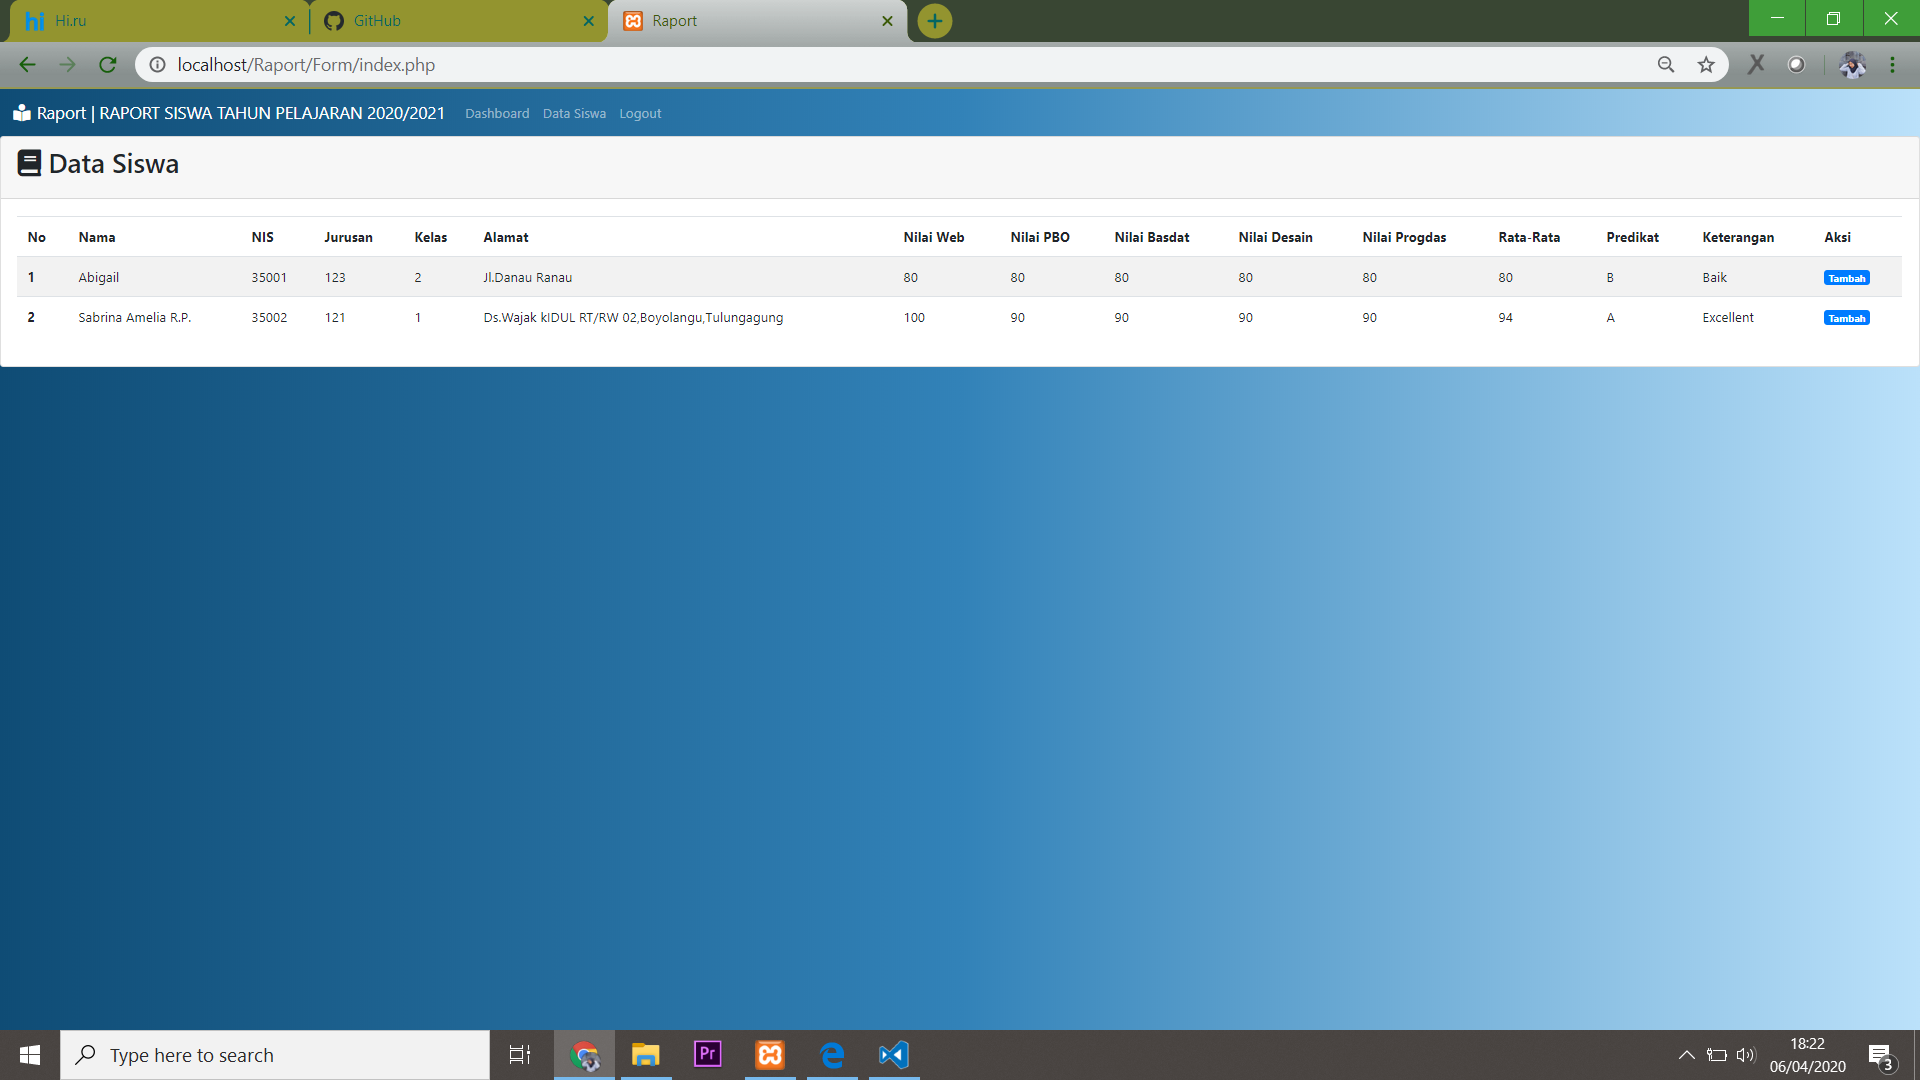 Hi.ru GitHub Raport
localhost/Raport/Form/index.php
Raport | RAPORT SISWA TAHUN PELAJARAN 2020/2021 Dashboard Data Siswa Logout
Data Siswa
No Nama NIS Jurusan Kelas Alamat Nilai Web Nilai PBO Nilai Basdat Nilai Desain Nilai Progdas Rata-Rata Predikat Keterangan Aksi
1 Abigail 35001 123 2 Jl.Danau Ranau 80 80 80 80 80 80 B Baik Tambah
2 Sabrina Amelia R.P. 35002 121 1 Ds.Wajak kIDUL RT/RW 02,Boyolangu,Tulungagung 100 90 90 90 90 94 A Excellent Tambah
Type here to search
Pr
18:22
06/04/2020
3